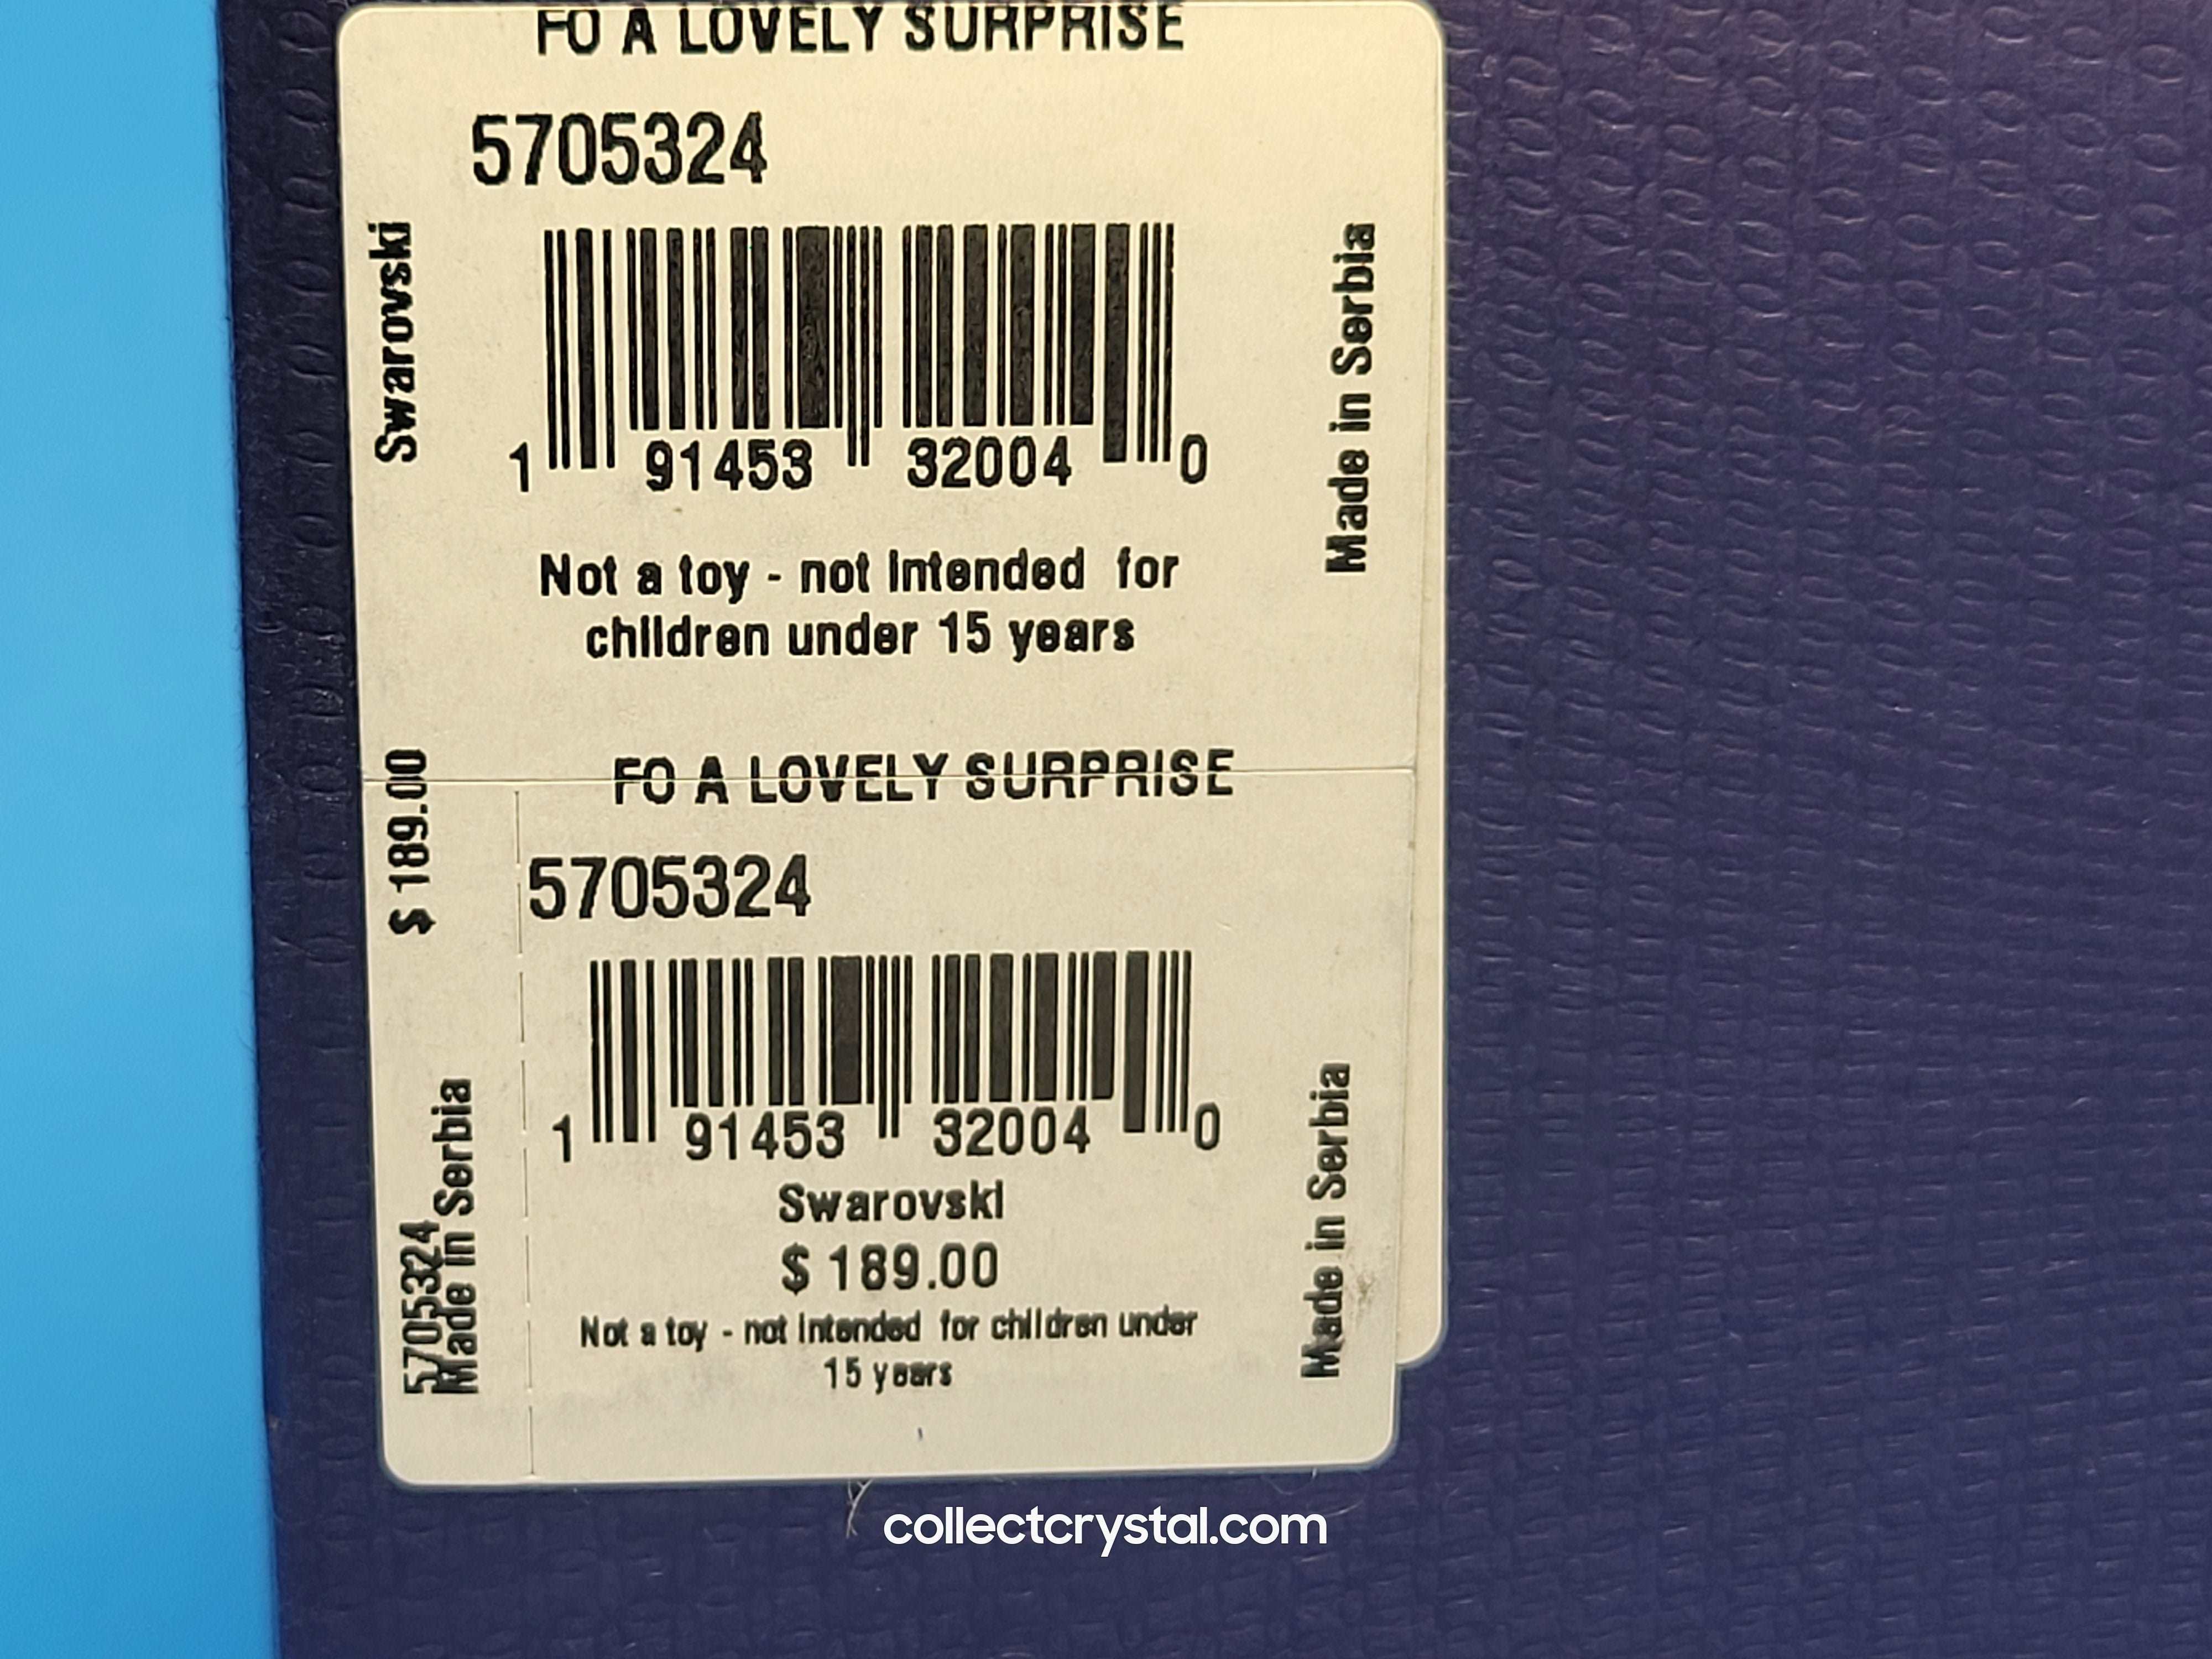 FO A LOVELY SURPRISE
5705324
Swarovski
Made in Serbia
1 91453 32004 0
Not a toy - not intended for
children under 15 years
$ 189.00
FO A LOVELY SURPRISE
5705324
1 91453 32004 0
Swarovski
$ 189.00
Not a toy - not intended for children under
15 years
5705324
Made in Serbia
Made in Serbia
collectcrystal.com